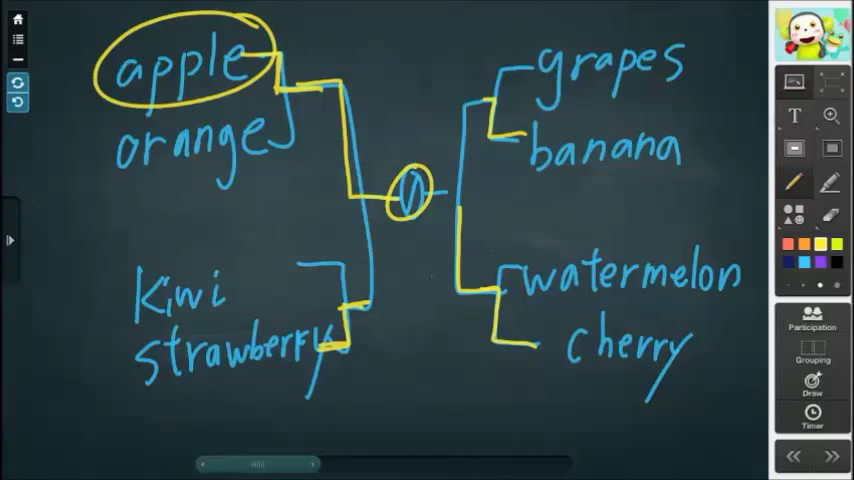 apple
orange
kiwi
strawberry
grapes
banana
watermelon
cherry
T
Participation
Grouping
Draw
Timer